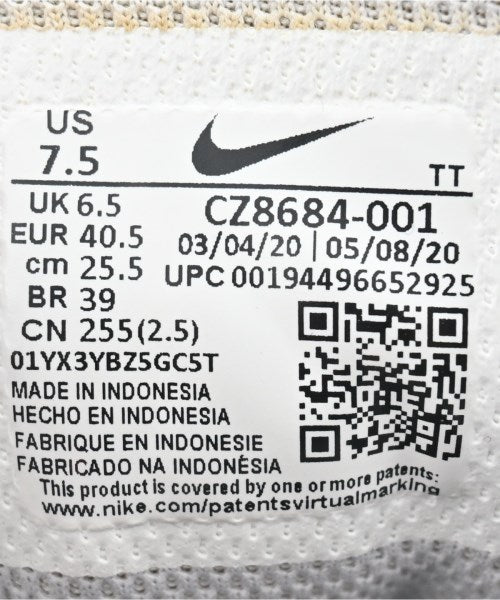 US
7.5
TT
UK 6.5
EUR 40.5
cm 25.5
BR 39
CN 255(2.5)
CZ8684-001
03/04/20 | 05/08/20
UPC 00194496652925
01YX3YBZ5GC5T
MADE IN INDONESIA
HECHO EN INDONESIA
FABRIQUE EN INDONESIE
FABRICADO NA INDONÉSIA
This product is covered by one or more patents:
www.nike.com/patentsvirtualmarking